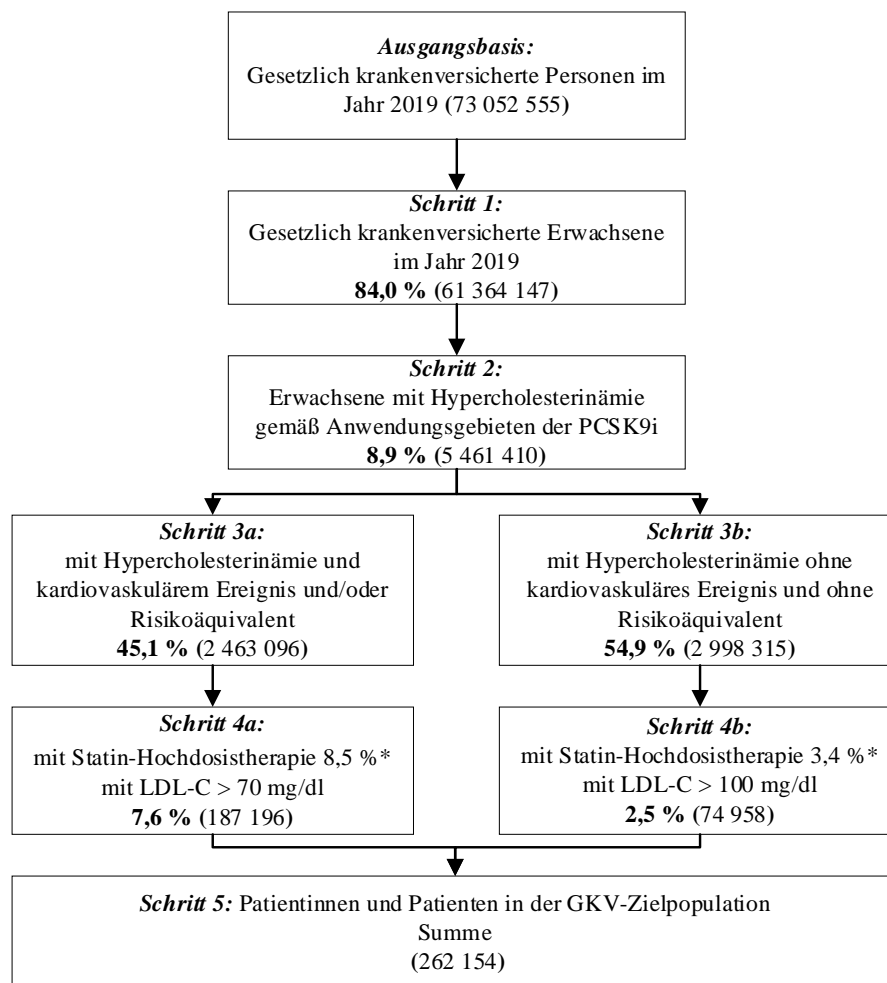 Ausgangsbasis:
Gesetzlich krankenversicherte Personen im
Jahr 2019 (73 052 555)
Schritt 1:
Gesetzlich krankenversicherte Erwachsene
im Jahr 2019
84,0 % (61 364 147)
Schritt 2:
Erwachsene mit Hypercholesterinämie
gemäß Anwendungsgebieten der PCSK9i
8,9 % (5 461 410)
Schritt 3a:
mit Hypercholesterinämie und
kardiovaskulärem Ereignis und/oder
Risikoäquivalent
45,1 % (2 463 096)
Schritt 3b:
mit Hypercholesterinämie ohne
kardiovaskuläres Ereignis und ohne
Risikoäquivalent
54,9 % (2 998 315)
Schritt 4a:
mit Statin-Hochdosistherapie 8,5 %*
mit LDL-C > 70 mg/dl
7,6 % (187 196)
Schritt 4b:
mit Statin-Hochdosistherapie 3,4 %*
mit LDL-C > 100 mg/dl
2,5 % (74 958)
Schritt 5: Patientinnen und Patienten in der GKV-Zielpopulation
Summe
(262 154)